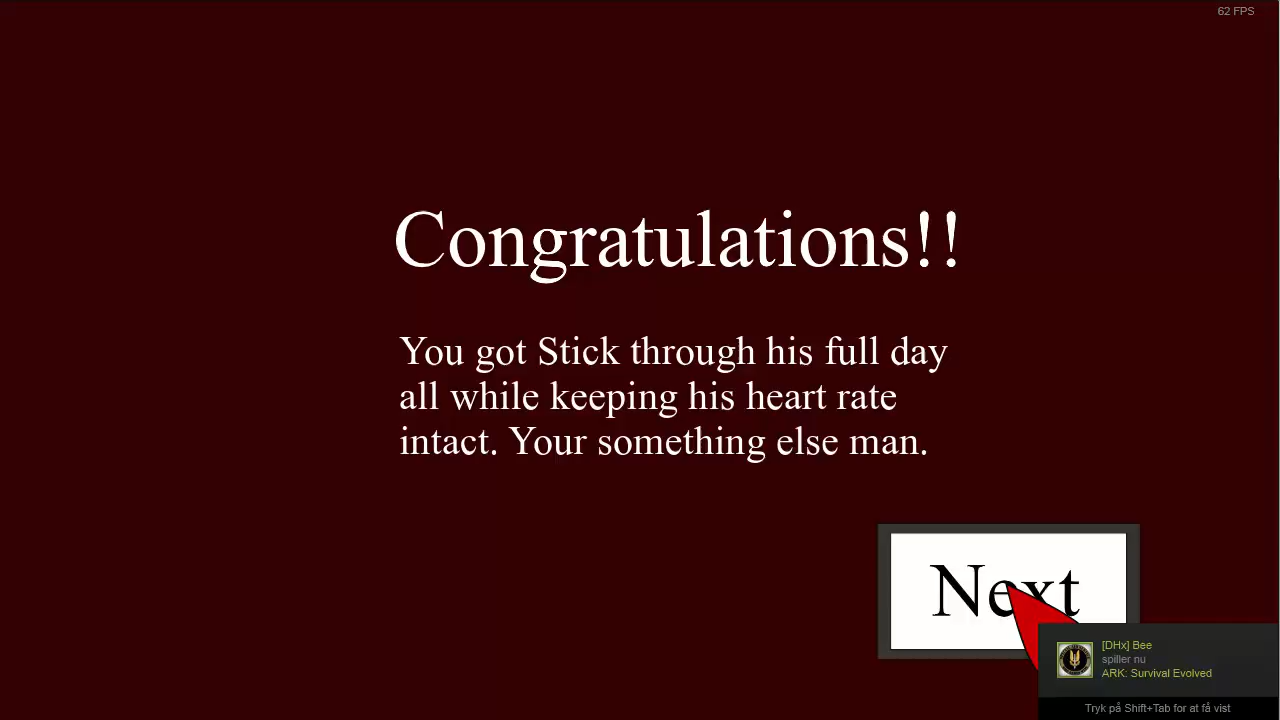 62 FPS
Congratulations!!
You got Stick through his full day
all while keeping his heart rate
intact. Your something else man.
Next
[DHx] Bee
spiller nu
ARK: Survival Evolved
Tryk på Shift+Tab for at få vist